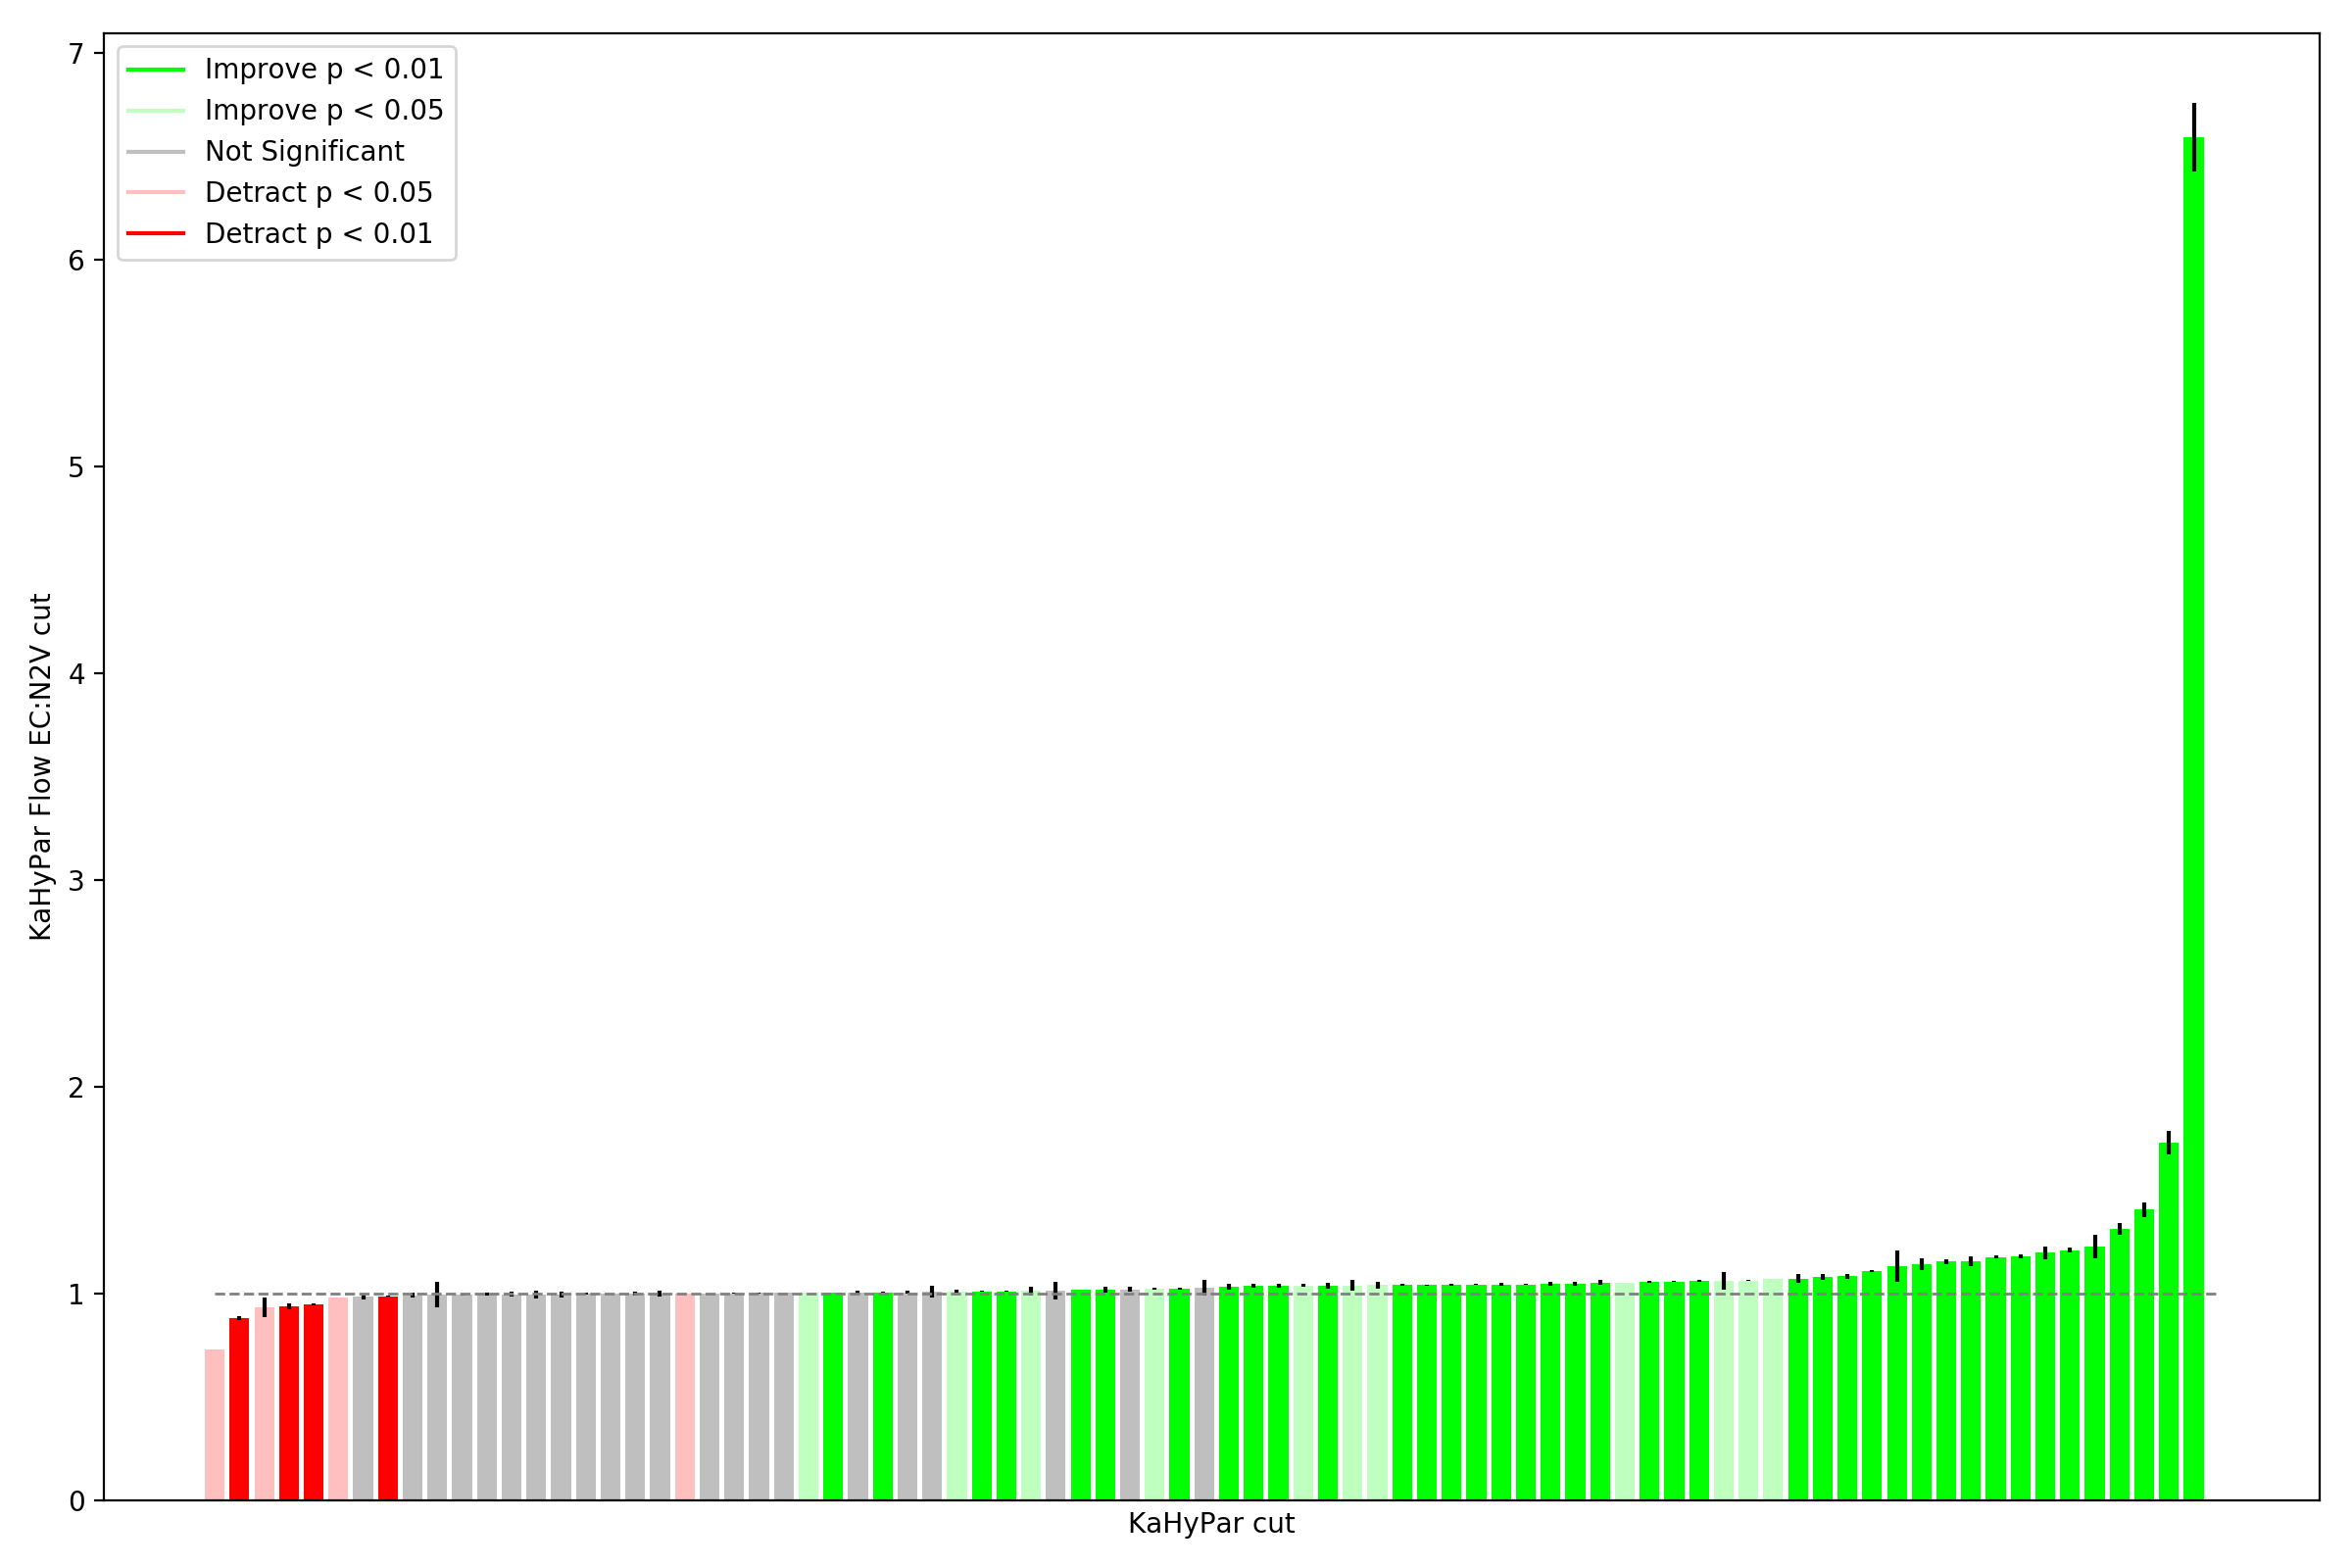 Improve p < 0.01
Improve p < 0.05
Not Significant
Detract p < 0.05
Detract p < 0.01
7
6
5
4
3
2
1
0
KaHyPar Flow EC:N2V cut
KaHyPar cut